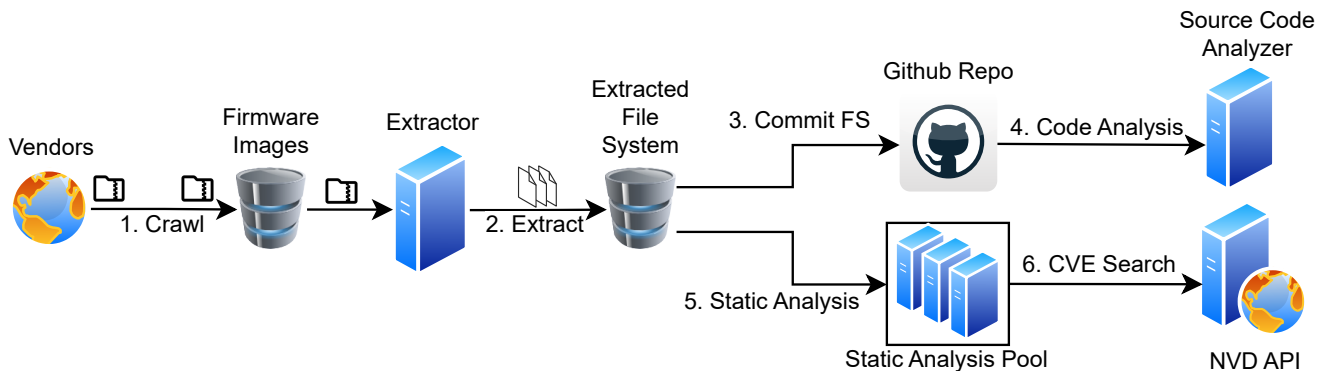 Vendors
1. Crawl
Firmware
Images
Extractor
2. Extract
Extracted
File
System
3. Commit FS
Github Repo
4. Code Analysis
Source Code
Analyzer
5. Static Analysis
Static Analysis Pool
6. CVE Search
NVD API